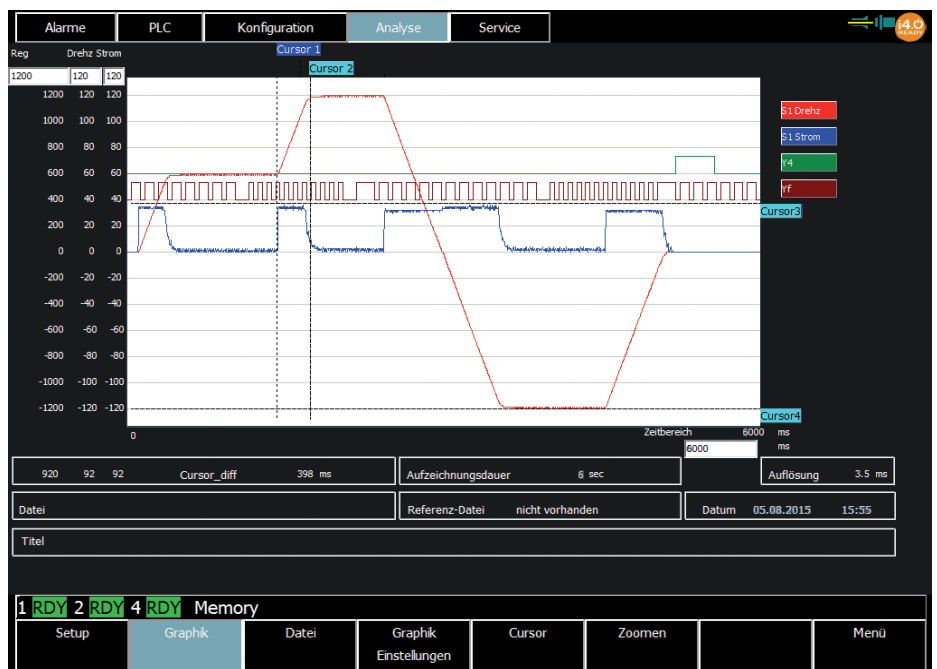 Alarme PLC Konfiguration Analyse Service i4.0 READY
Reg Drehz Strom Cursor 1
Cursor 2
1200 120 120
1200 120 120
1000 100 100
800 80 80
600 60 60
400 40 40
200 20 20
0 0 0
-200 -20 -20
-400 -40 -40
-600 -60 -60
-800 -80 -80
-1000 -100 -100
-1200 -120 -120
S1 Drehz
S1 Strom
Y4
Yf
Cursor3
Cursor4
0 Zeitbereich 6000 ms
6000 ms
920 92 92 Cursor_diff 398 ms Aufzeichnungsdauer 6 sec Auflösung 3.5 ms
Datei Referenz-Datei nicht vorhanden Datum 05.08.2015 15:55
Titel
1 RDY 2 RDY 4 RDY Memory
Setup Graphik Datei Graphik Einstellungen Cursor Zoomen Menü